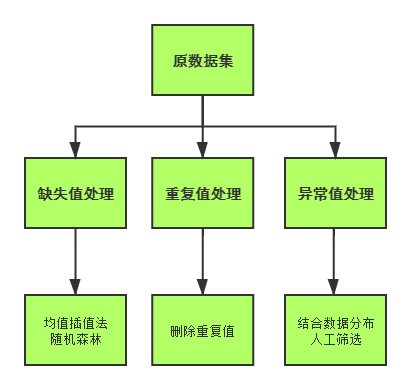 原数据集
缺失值处理
重复值处理
异常值处理
均值插值法
随机森林
删除重复值
结合数据分布
人工筛选